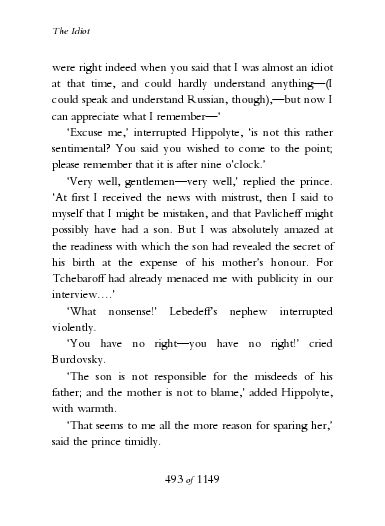 The Idiot
were right indeed when you said that I was almost an idiot
at that time, and could hardly understand anything—(I
could speak and understand Russian, though),—but now I
can appreciate what I remember—‘
‘Excuse me,’ interrupted Hippolyte, ‘is not this rather
sentimental? You said you wished to come to the point;
please remember that it is after nine o’clock.’
‘Very well, gentlemen—very well,’ replied the prince.
‘At first I received the news with mistrust, then I said to
myself that I might be mistaken, and that Pavlicheff might
possibly have had a son. But I was absolutely amazed at
the readiness with which the son had revealed the secret of
his birth at the expense of his mother’s honour. For
Tchebaroff had already menaced me with publicity in our
interview....’
‘What nonsense!’ Lebedeff’s nephew interrupted
violently.
‘You have no right—you have no right!’ cried
Burdovsky.
‘The son is not responsible for the misdeeds of his
father; and the mother is not to blame,’ added Hippolyte,
with warmth.
‘That seems to me all the more reason for sparing her,’
said the prince timidly.
493 of 1149